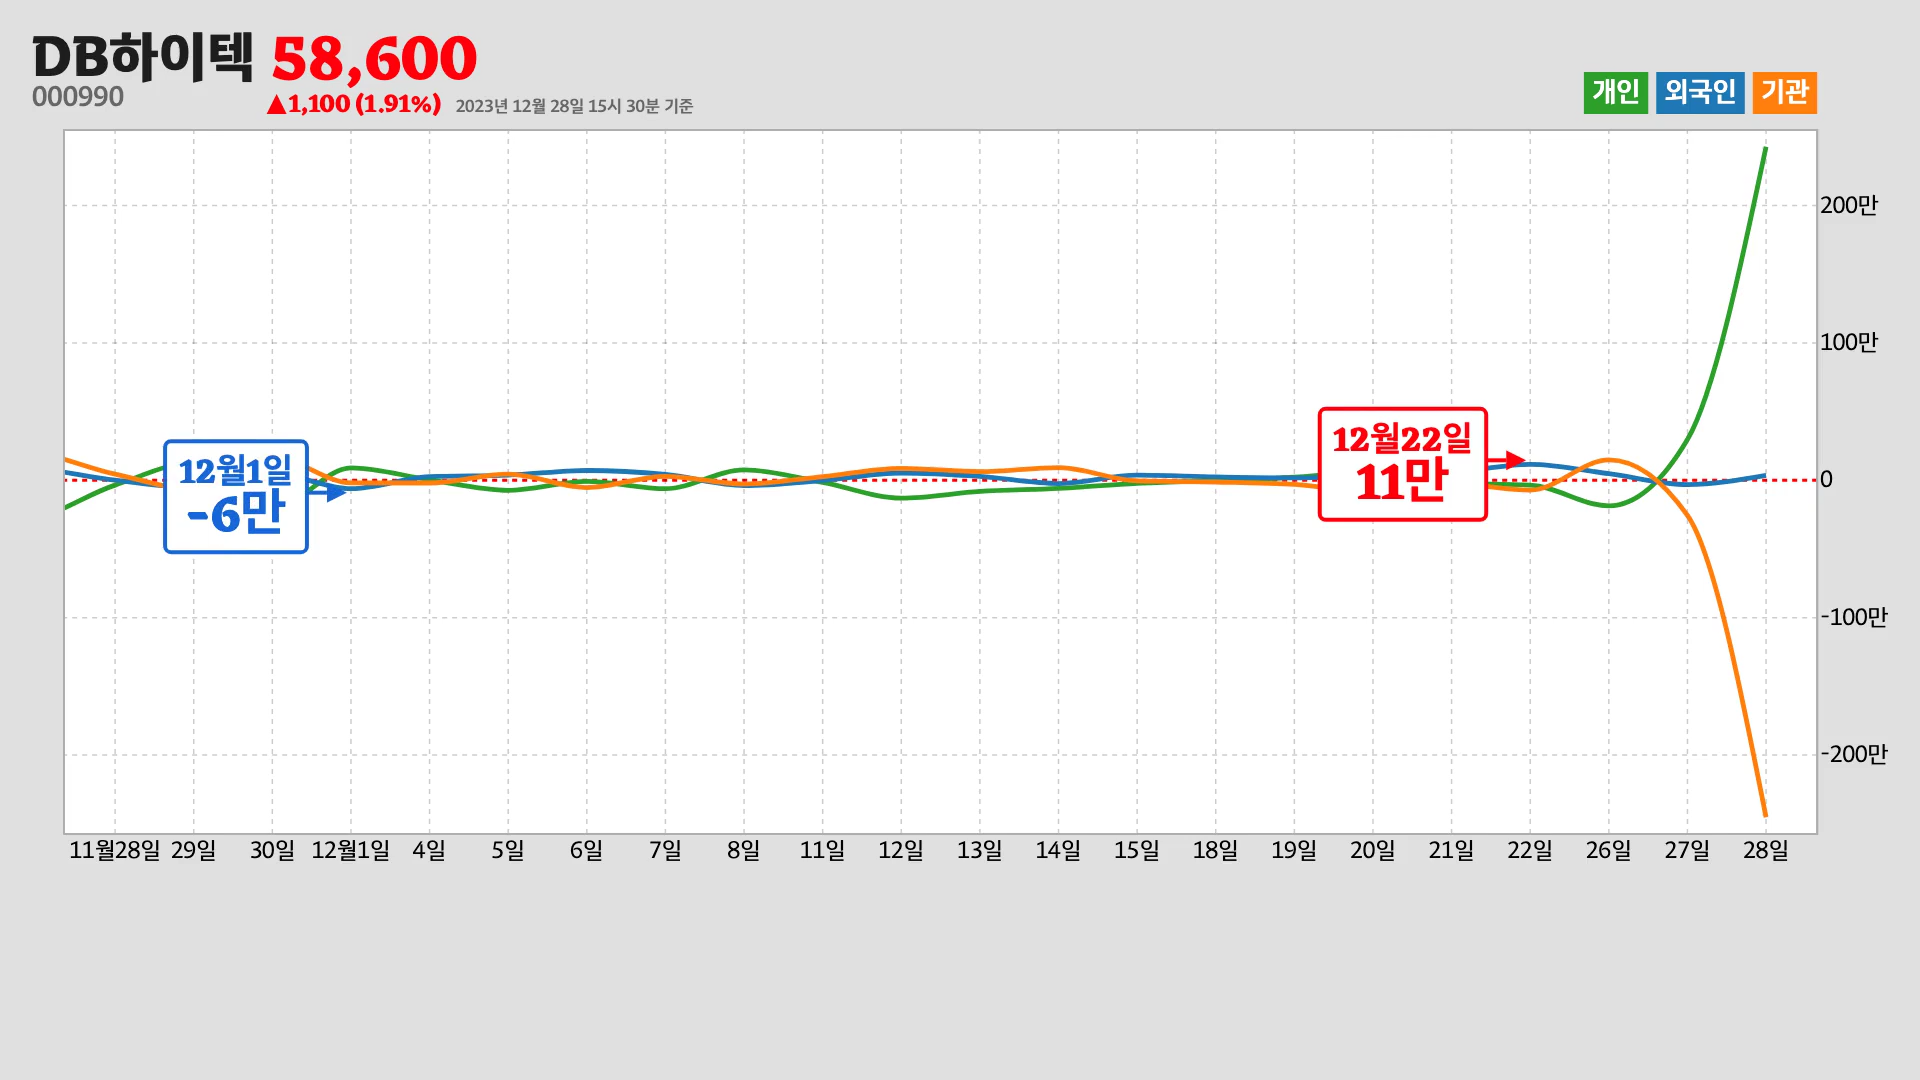 DB하이텍 58,600
000990
▲1,100 (1.91%) 2023년 12월 28일 15시 30분 기준
개인 외국인 기관
200만
100만
0
-100만
-200만
12월1일
-6만
12월22일
11만
11월28일 29일 30일 12월1일 4일 5일 6일 7일 8일 11일 12일 13일 14일 15일 18일 19일 20일 21일 22일 26일 27일 28일